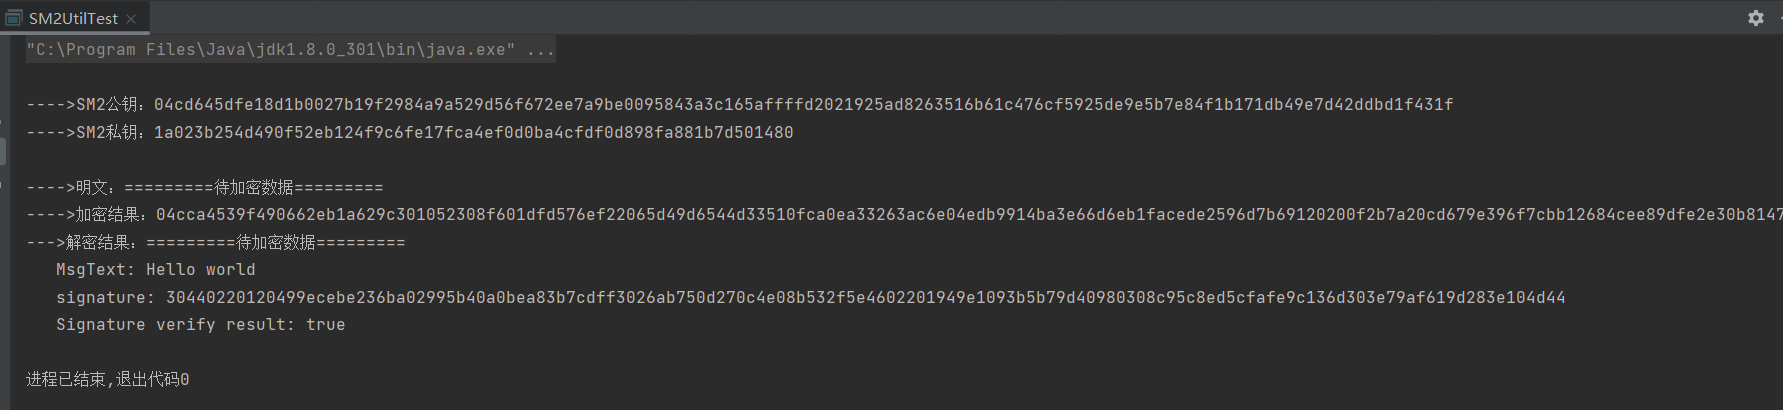 SM2UtilTest
"C:\Program Files\Java\jdk1.8.0_301\bin\java.exe" ...
---->SM2公钥: 04cd645dfe18d1b0027b19f2984a9a529d56f672ee7a9be0095843a3c165affffd2021925ad8263516b61c476cf5925de9e5b7e84f1b171db49e7d42ddbd1f431f
---->SM2私钥: 1a023b254d490f52eb124f9c6fe17fca4ef0d0ba4cfdf0d898fa881b7d501480
---->明文: =========待加密数据=========
---->加密结果: 04cca4539f490662eb1a629c301052308f601dfd576ef22065d49d6544d33510fca0ea33263ac6e04edb9914ba3e66d6eb1facede2596d7b69120200f2b7a20cd679e396f7cbb12684cee89dfe2e30b8147
--->解密结果: =========待加密数据=========
MsgText: Hello world
signature: 30440220120499ecebe236ba02995b40a0bea83b7cdff3026ab750d270c4e08b532f5e4602201949e1093b5b79d40980308c95c8ed5cfafe9c136d303e79af619d283e104d44
Signature verify result: true
进程已结束,退出代码0